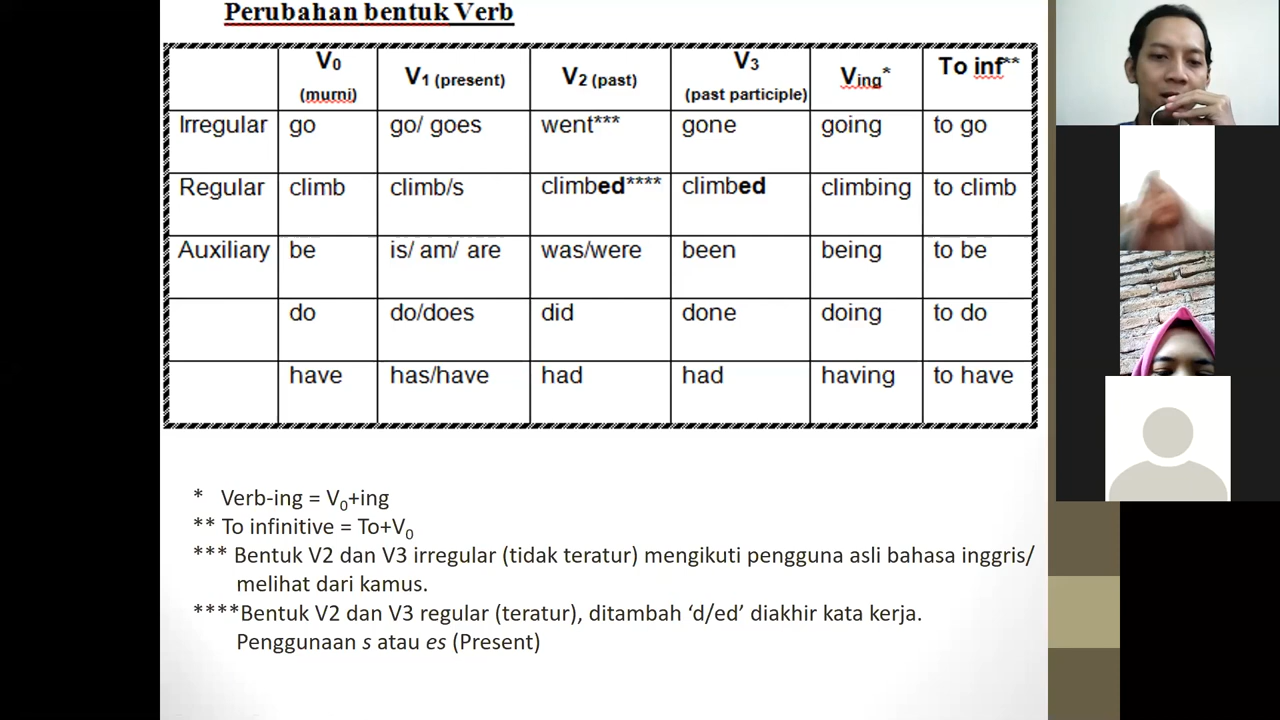 Perubahan bentuk Verb
V0 (murni) V1 (present) V2 (past) V3 (past participle) Ving* To inf**
Irregular go go/ goes went*** gone going to go
Regular climb climb/s climbed**** climbed climbing to climb
Auxiliary be is/ am/ are was/were been being to be
do do/does did done doing to do
have has/have had had having to have
* Verb-ing = V0+ing
** To infinitive = To+V0
*** Bentuk V2 dan V3 irregular (tidak teratur) mengikuti pengguna asli bahasa inggris/
melihat dari kamus.
****Bentuk V2 dan V3 regular (teratur), ditambah ‘d/ed’ diakhir kata kerja.
Penggunaan s atau es (Present)